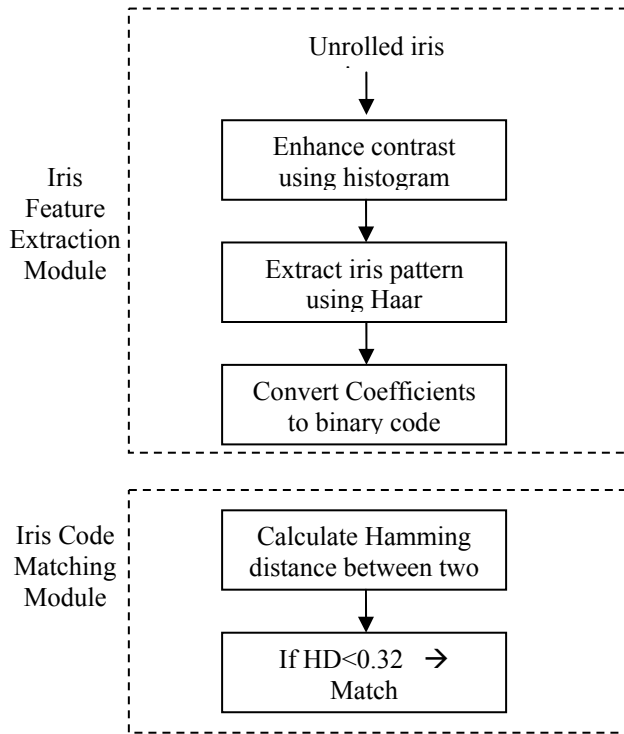 Unrolled iris
Enhance contrast
using histogram
Iris
Feature
Extraction
Module
Extract iris pattern
using Haar
Convert Coefficients
to binary code
Iris Code
Matching
Module
Calculate Hamming
distance between two
If HD<0.32 →
Match